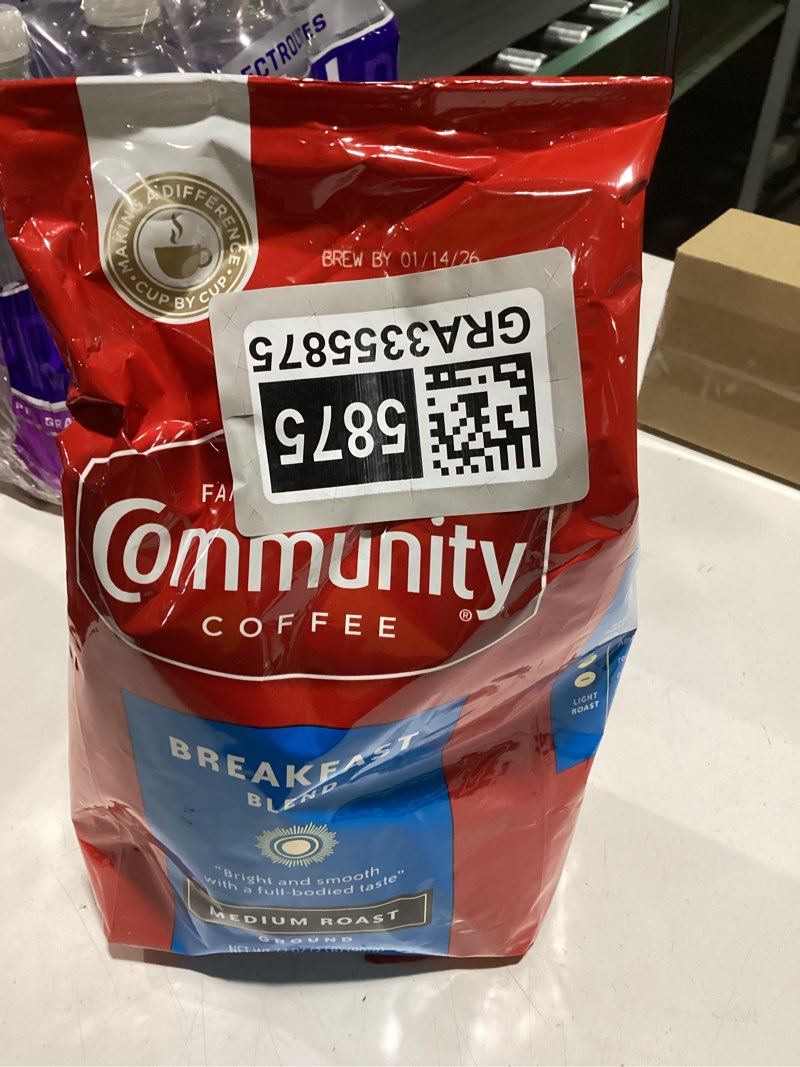 MAKING A DIFFERENCE
• CUP BY CUP •
BREW BY 01/14/26
GRA3355875
5875
Community®
COFFEE
BREAKFAST
BLEND
"Bright and smooth
with a full-bodied taste"
MEDIUM ROAST
GROUND
LIGHT
ROAST